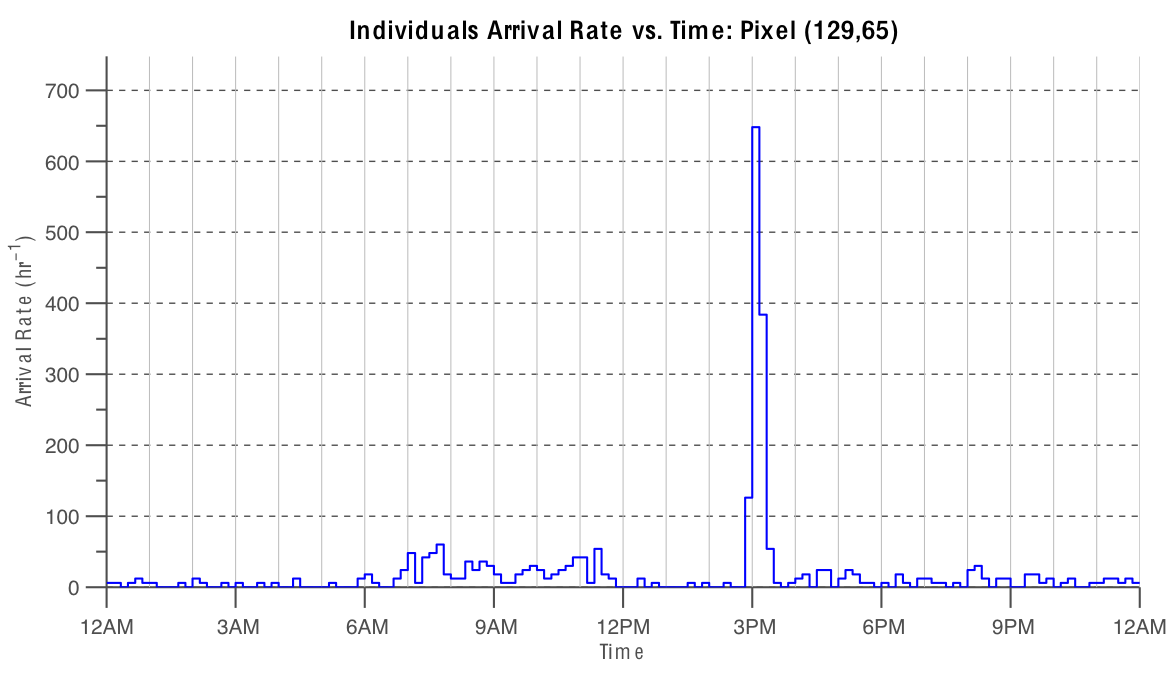 Individuals Arrival Rate vs. Time: Pixel (129,65)
700
600
500
400
300
200
100
0
Arrival Rate (hr⁻¹)
12AM 3AM 6AM 9AM 12PM 3PM 6PM 9PM 12AM
Time